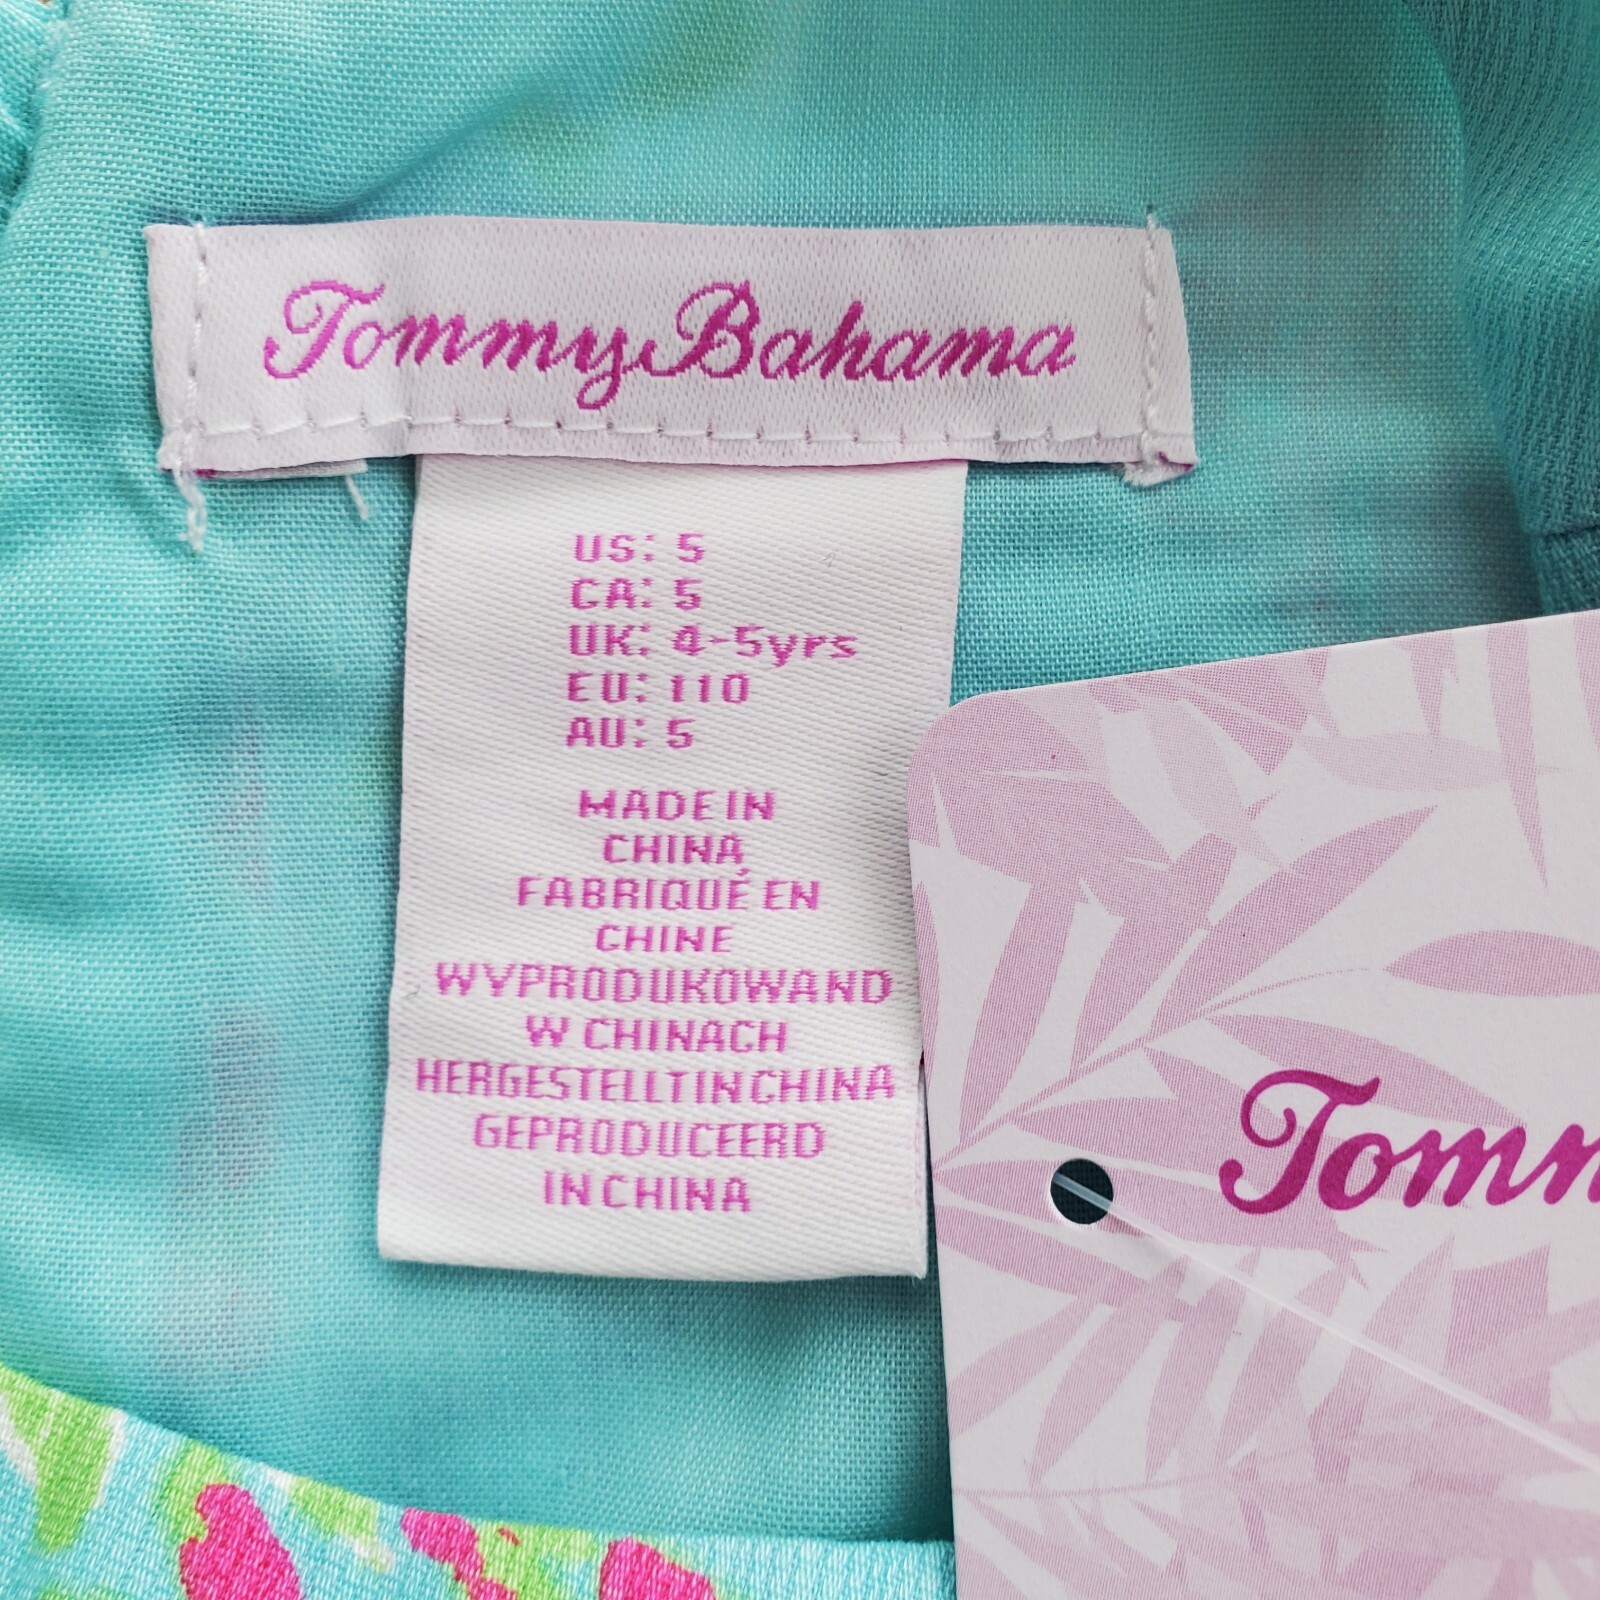 Tommy Bahama
US: 5
CA: 5
UK: 4-5yrs
EU: 110
AU: 5
MADE IN
CHINA
FABRIQUÉ EN
CHINE
WYPRODUKOWANO
W CHINACH
HERGESTELLT IN CHINA
GEPRODUCEERD
IN CHINA
Tomm